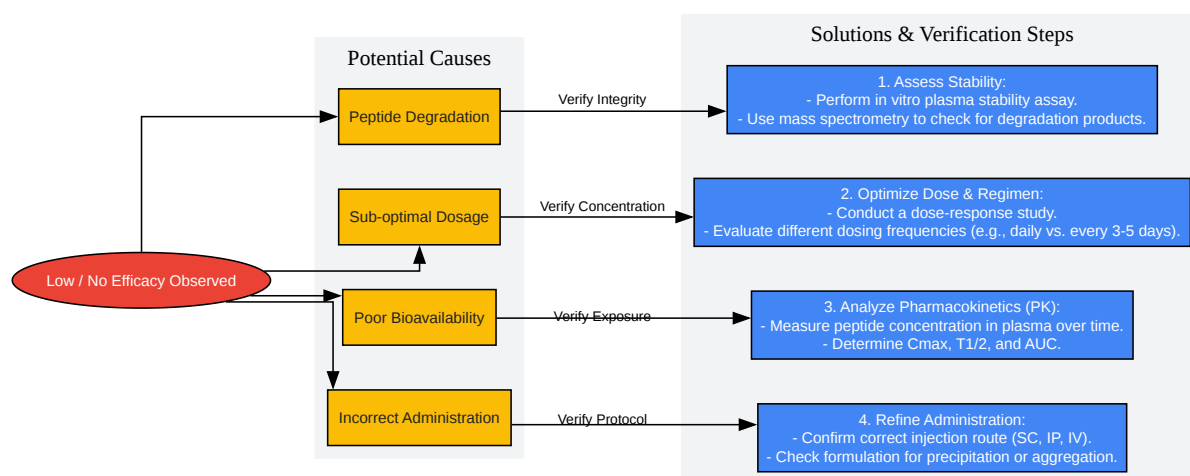 Potential Causes
Solutions & Verification Steps
Low / No Efficacy Observed
Peptide Degradation
Verify Integrity
1. Assess Stability:
- Perform in vitro plasma stability assay.
- Use mass spectrometry to check for degradation products.
Sub-optimal Dosage
Verify Concentration
2. Optimize Dose & Regimen:
- Conduct a dose-response study.
- Evaluate different dosing frequencies (e.g., daily vs. every 3-5 days).
Poor Bioavailability
Verify Exposure
3. Analyze Pharmacokinetics (PK):
- Measure peptide concentration in plasma over time.
- Determine Cmax, T1/2, and AUC.
Incorrect Administration
Verify Protocol
4. Refine Administration:
- Confirm correct injection route (SC, IP, IV).
- Check formulation for precipitation or aggregation.